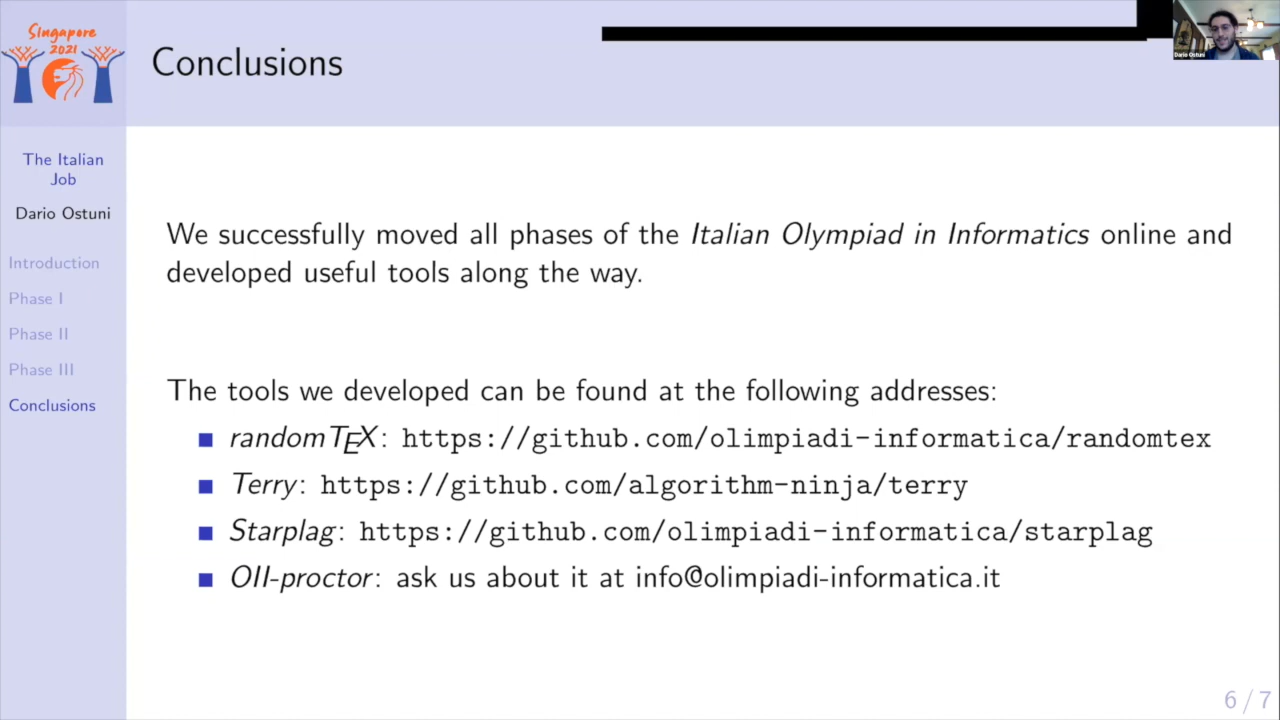 Singapore
2021
Conclusions
Dario Ostuni
The Italian
Job
Dario Ostuni
Introduction
Phase I
Phase II
Phase III
Conclusions
We successfully moved all phases of the Italian Olympiad in Informatics online and
developed useful tools along the way.
The tools we developed can be found at the following addresses:
randomTEX: https://github.com/olimpiadi-informatica/randomtex
Terry: https://github.com/algorithm-ninja/terry
Starplag: https://github.com/olimpiadi-informatica/starplag
OII-proctor: ask us about it at info@olimpiadi-informatica.it
6 / 7